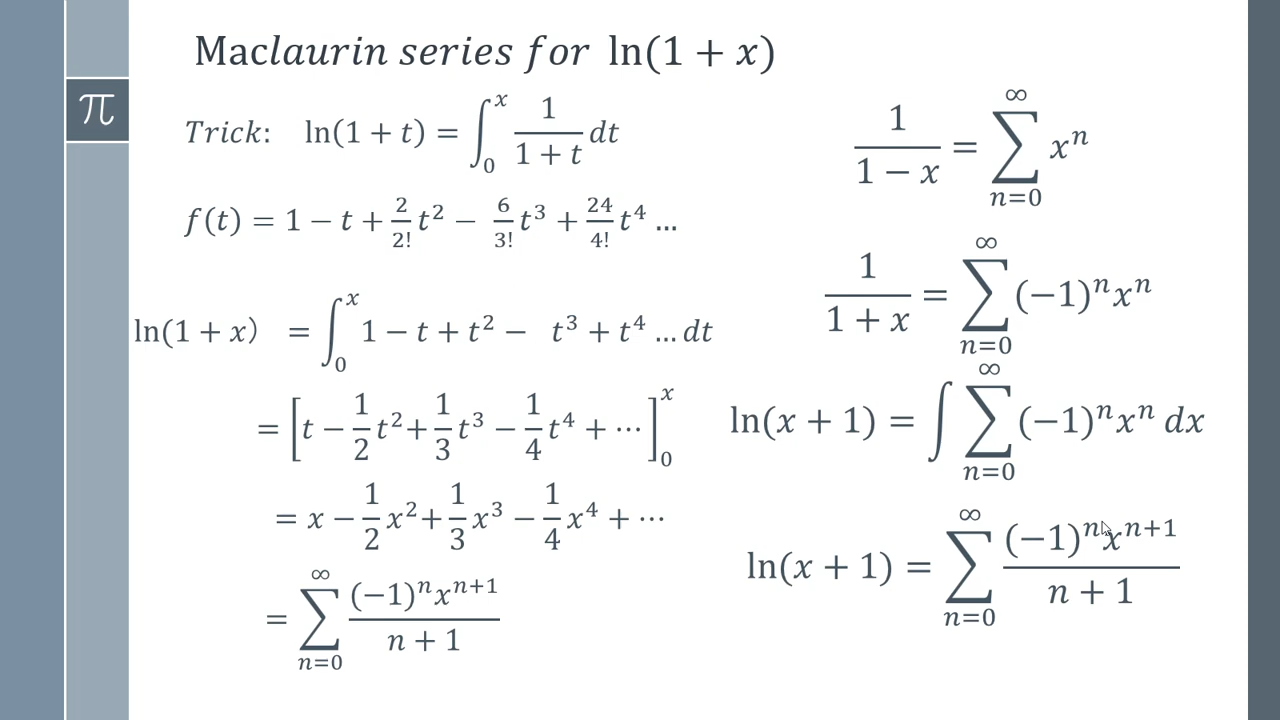 Maclaurin series for ln(1 + x)
π
Trick: ln(1 + t) = ∫₀ˣ 1/(1 + t) dt
f(t) = 1 − t + 2/2! t² − 6/3! t³ + 24/4! t⁴ ...
ln(1 + x) = ∫₀ˣ 1 − t + t² − t³ + t⁴ ... dt
= [t − 1/2 t² + 1/3 t³ − 1/4 t⁴ + ⋯]₀ˣ
= x − 1/2 x² + 1/3 x³ − 1/4 x⁴ + ⋯
= ∑_{n=0}^{∞} (−1)ⁿxⁿ⁺¹/(n + 1)
1/(1 − x) = ∑_{n=0}^{∞} xⁿ
1/(1 + x) = ∑_{n=0}^{∞} (−1)ⁿxⁿ
ln(x + 1) = ∫ ∑_{n=0}^{∞} (−1)ⁿxⁿ dx
ln(x + 1) = ∑_{n=0}^{∞} (−1)ⁿxⁿ⁺¹/(n + 1)